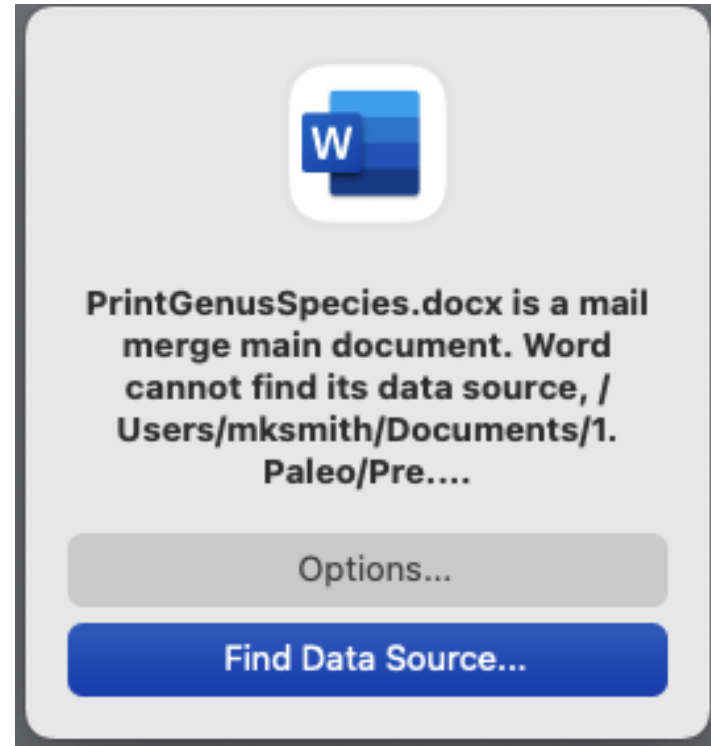 W
PrintGenusSpecies.docx is a mail
merge main document. Word
cannot find its data source, /
Users/mksmith/Documents/1.
Paleo/Pre....
Options...
Find Data Source...